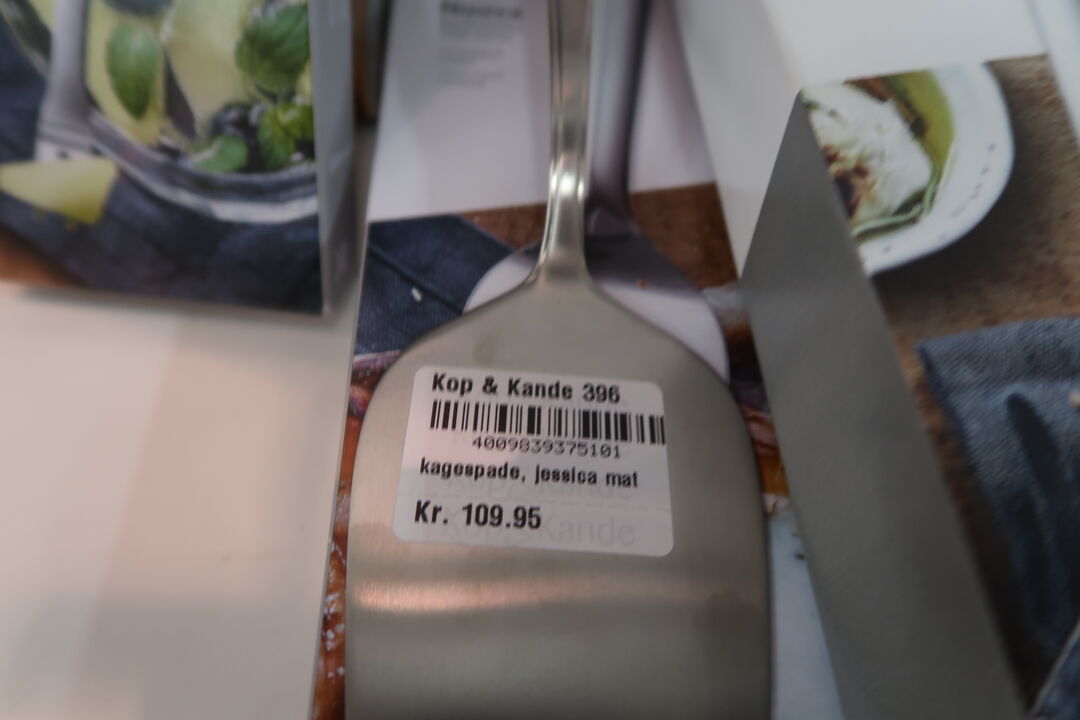 Kop & Kande 396
4009839375101
kagespade, jessica mat
Kr. 109.95